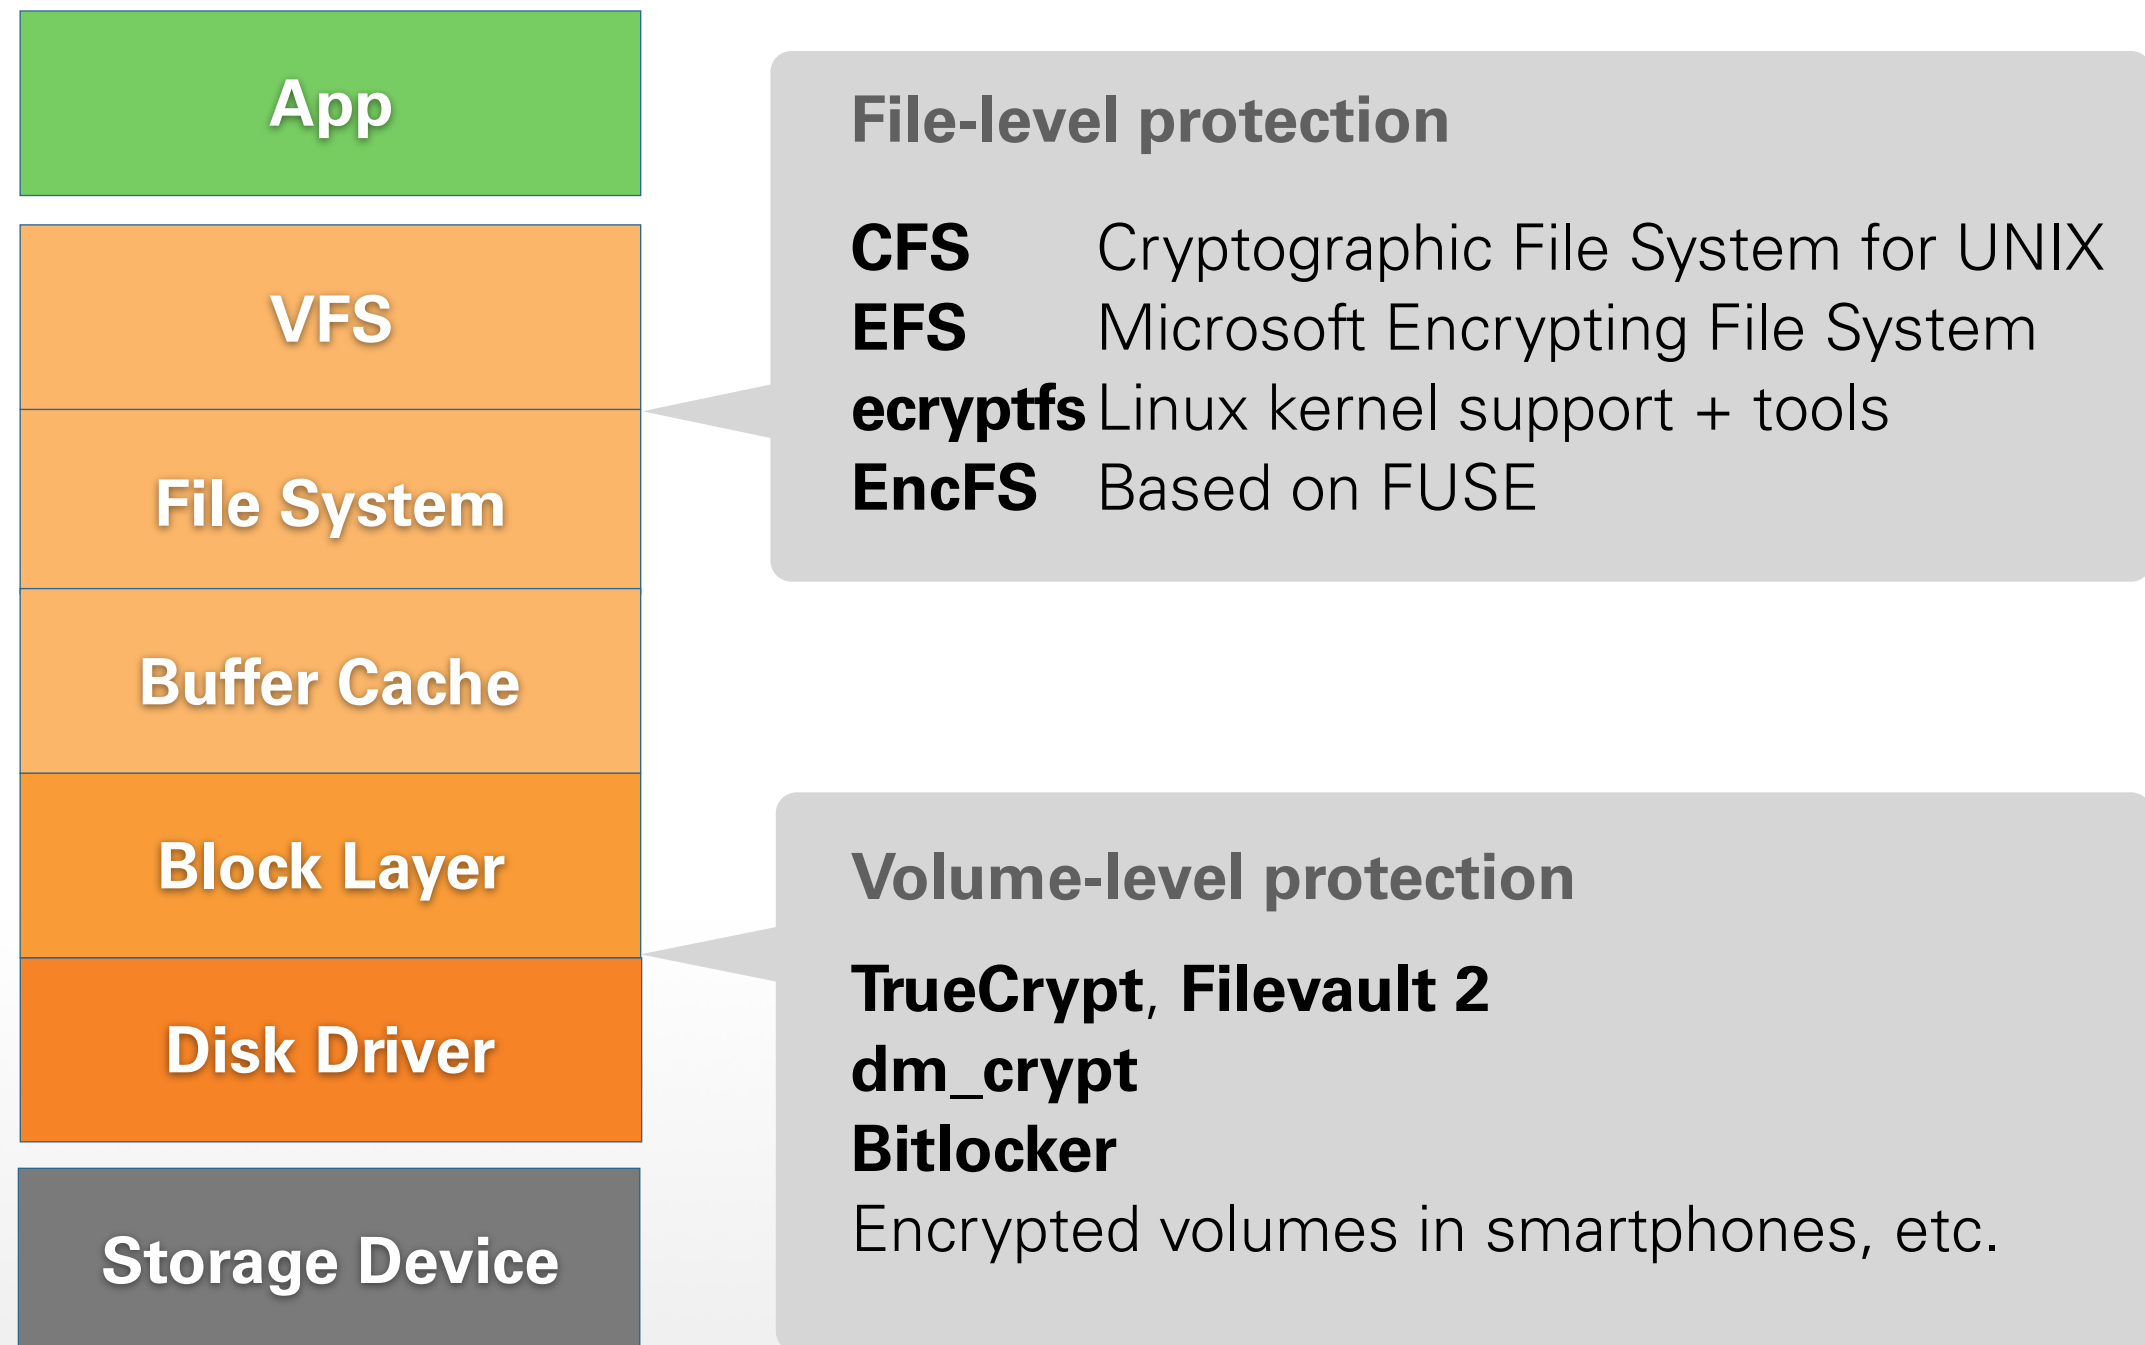 App
VFS
File System
Buffer Cache
Block Layer
Disk Driver
Storage Device
File-level protection
CFS Cryptographic File System for UNIX
EFS Microsoft Encrypting File System
ecryptfs Linux kernel support + tools
EncFS Based on FUSE
Volume-level protection
TrueCrypt, Filevault 2
dm_crypt
Bitlocker
Encrypted volumes in smartphones, etc.